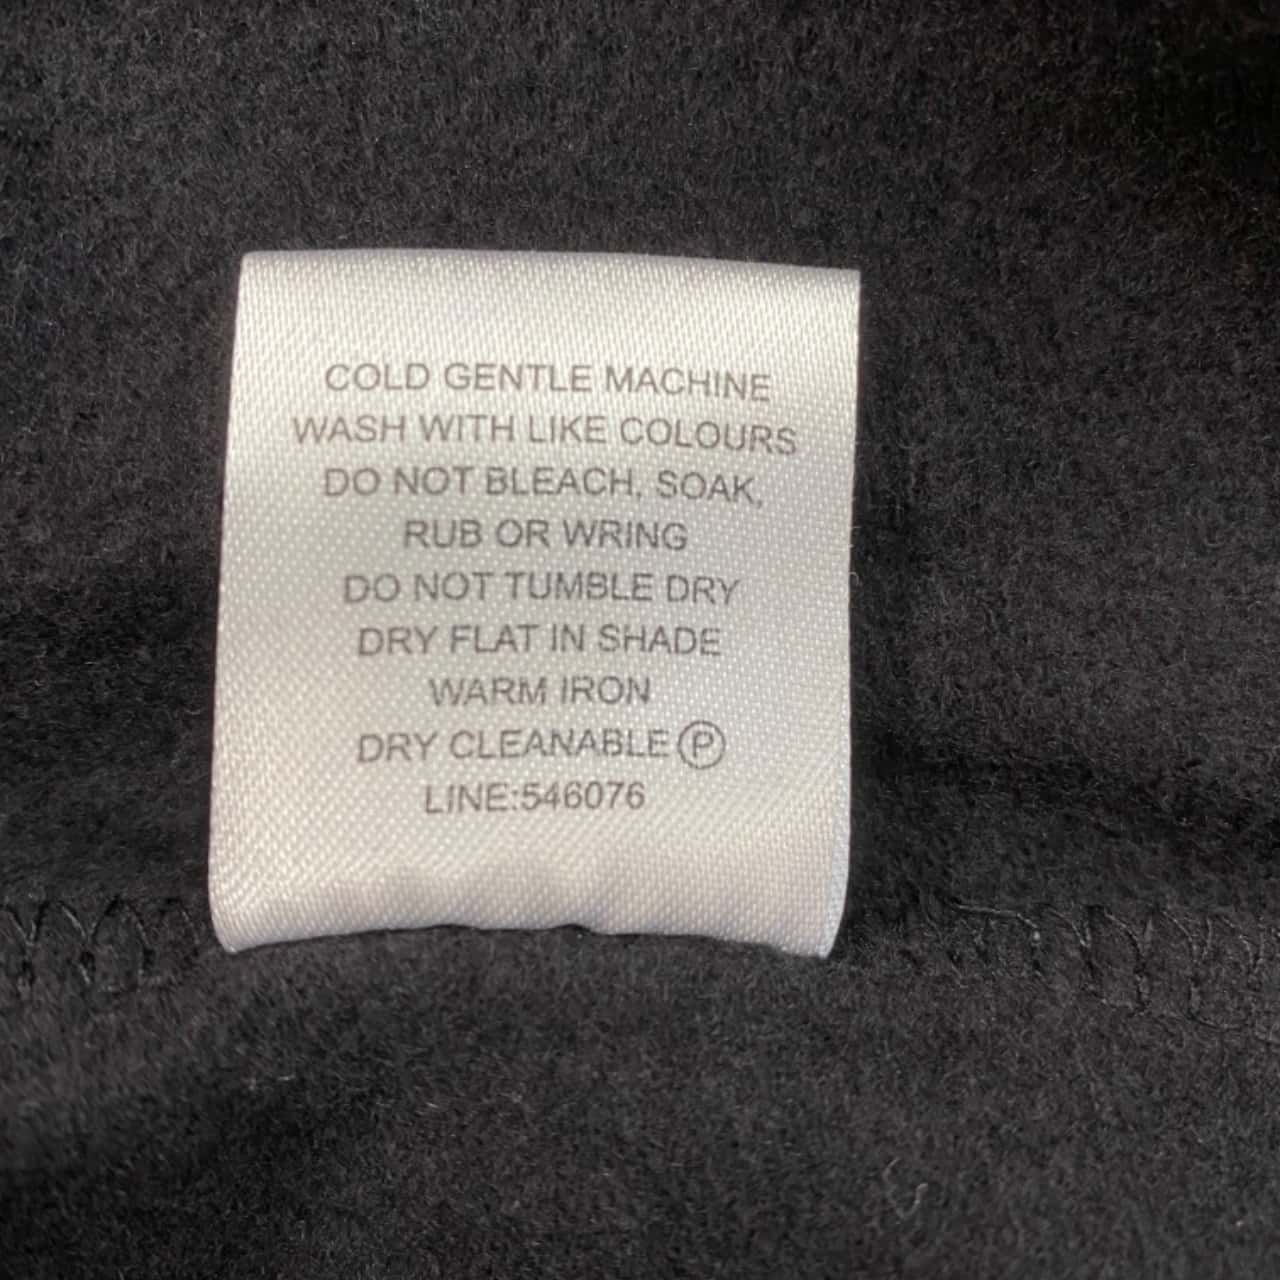 COLD GENTLE MACHINE
WASH WITH LIKE COLOURS
DO NOT BLEACH, SOAK,
RUB OR WRING
DO NOT TUMBLE DRY
DRY FLAT IN SHADE
WARM IRON
DRY CLEANABLE Ⓟ
LINE:546076